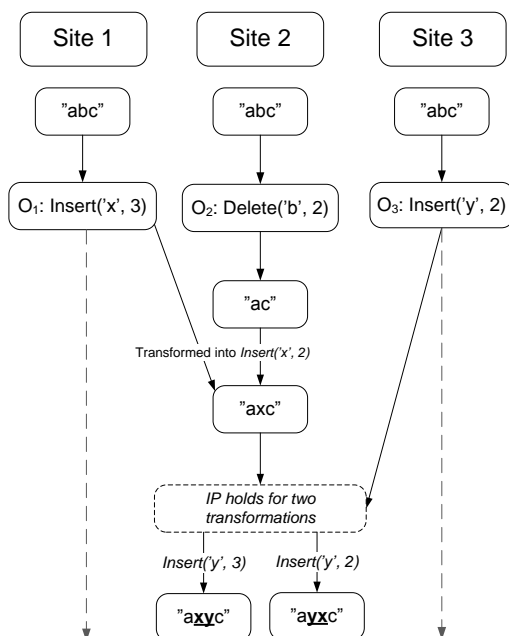 Site 1
Site 2
Site 3
”abc”
”abc”
”abc”
O₁: Insert(’x’, 3)
O₂: Delete(’b’, 2)
O₃: Insert(’y’, 2)
”ac”
Transformed into Insert(’x’, 2)
”axc”
IP holds for two
transformations
Insert(’y’, 3)
Insert(’y’, 2)
”axyc”
”ayxc”